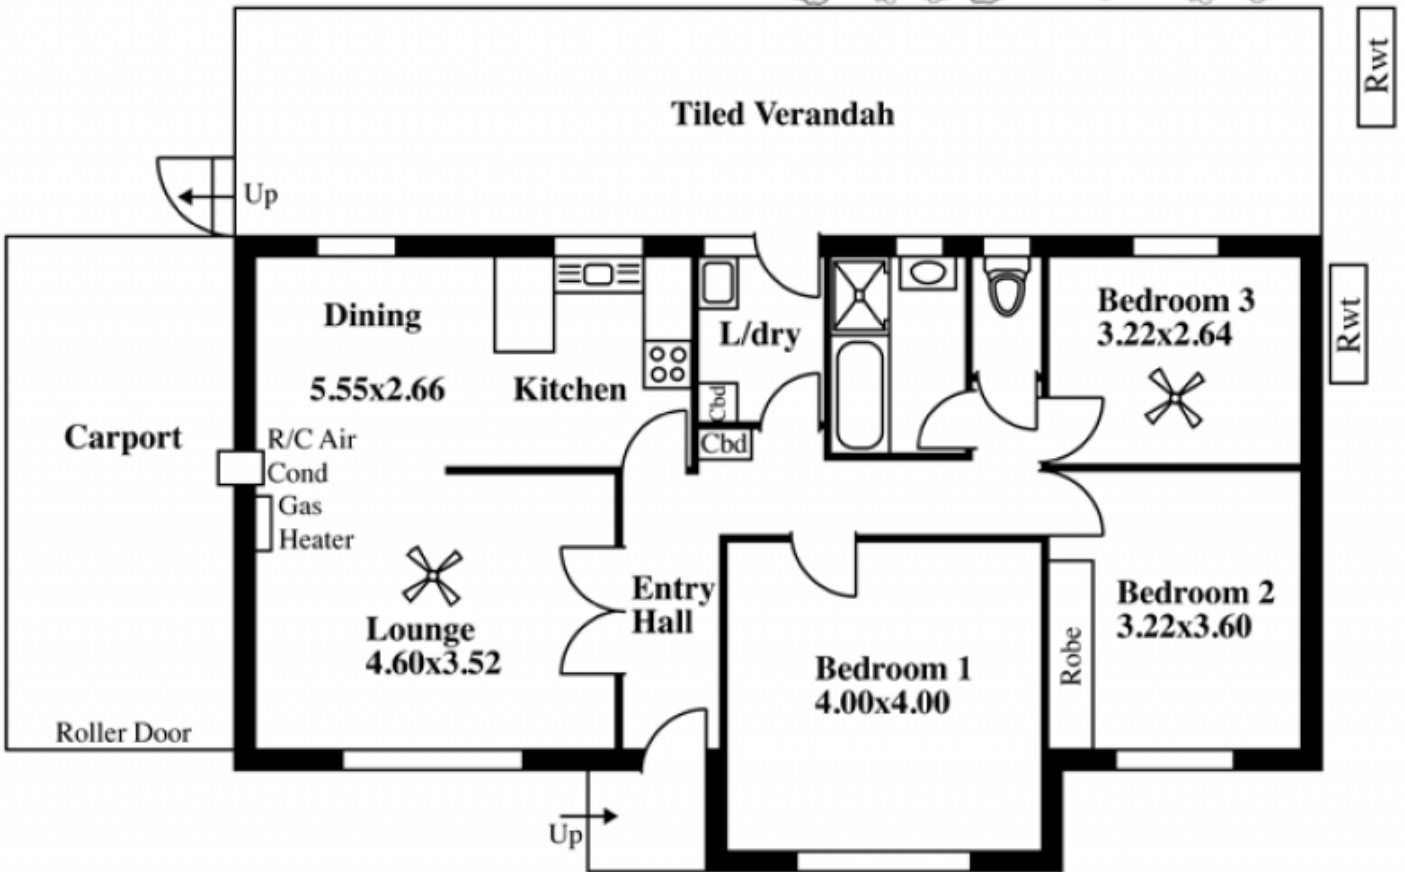 Rwt
Tiled Verandah
Up
Rwt
Dining
5.55x2.66
Kitchen
L/dry
Cbd
Cbd
Bedroom 3
3.22x2.64
Carport
R/C Air
Cond
Gas
Heater
Lounge
4.60x3.52
Entry
Hall
Bedroom 1
4.00x4.00
Robe
Bedroom 2
3.22x3.60
Roller Door
Up